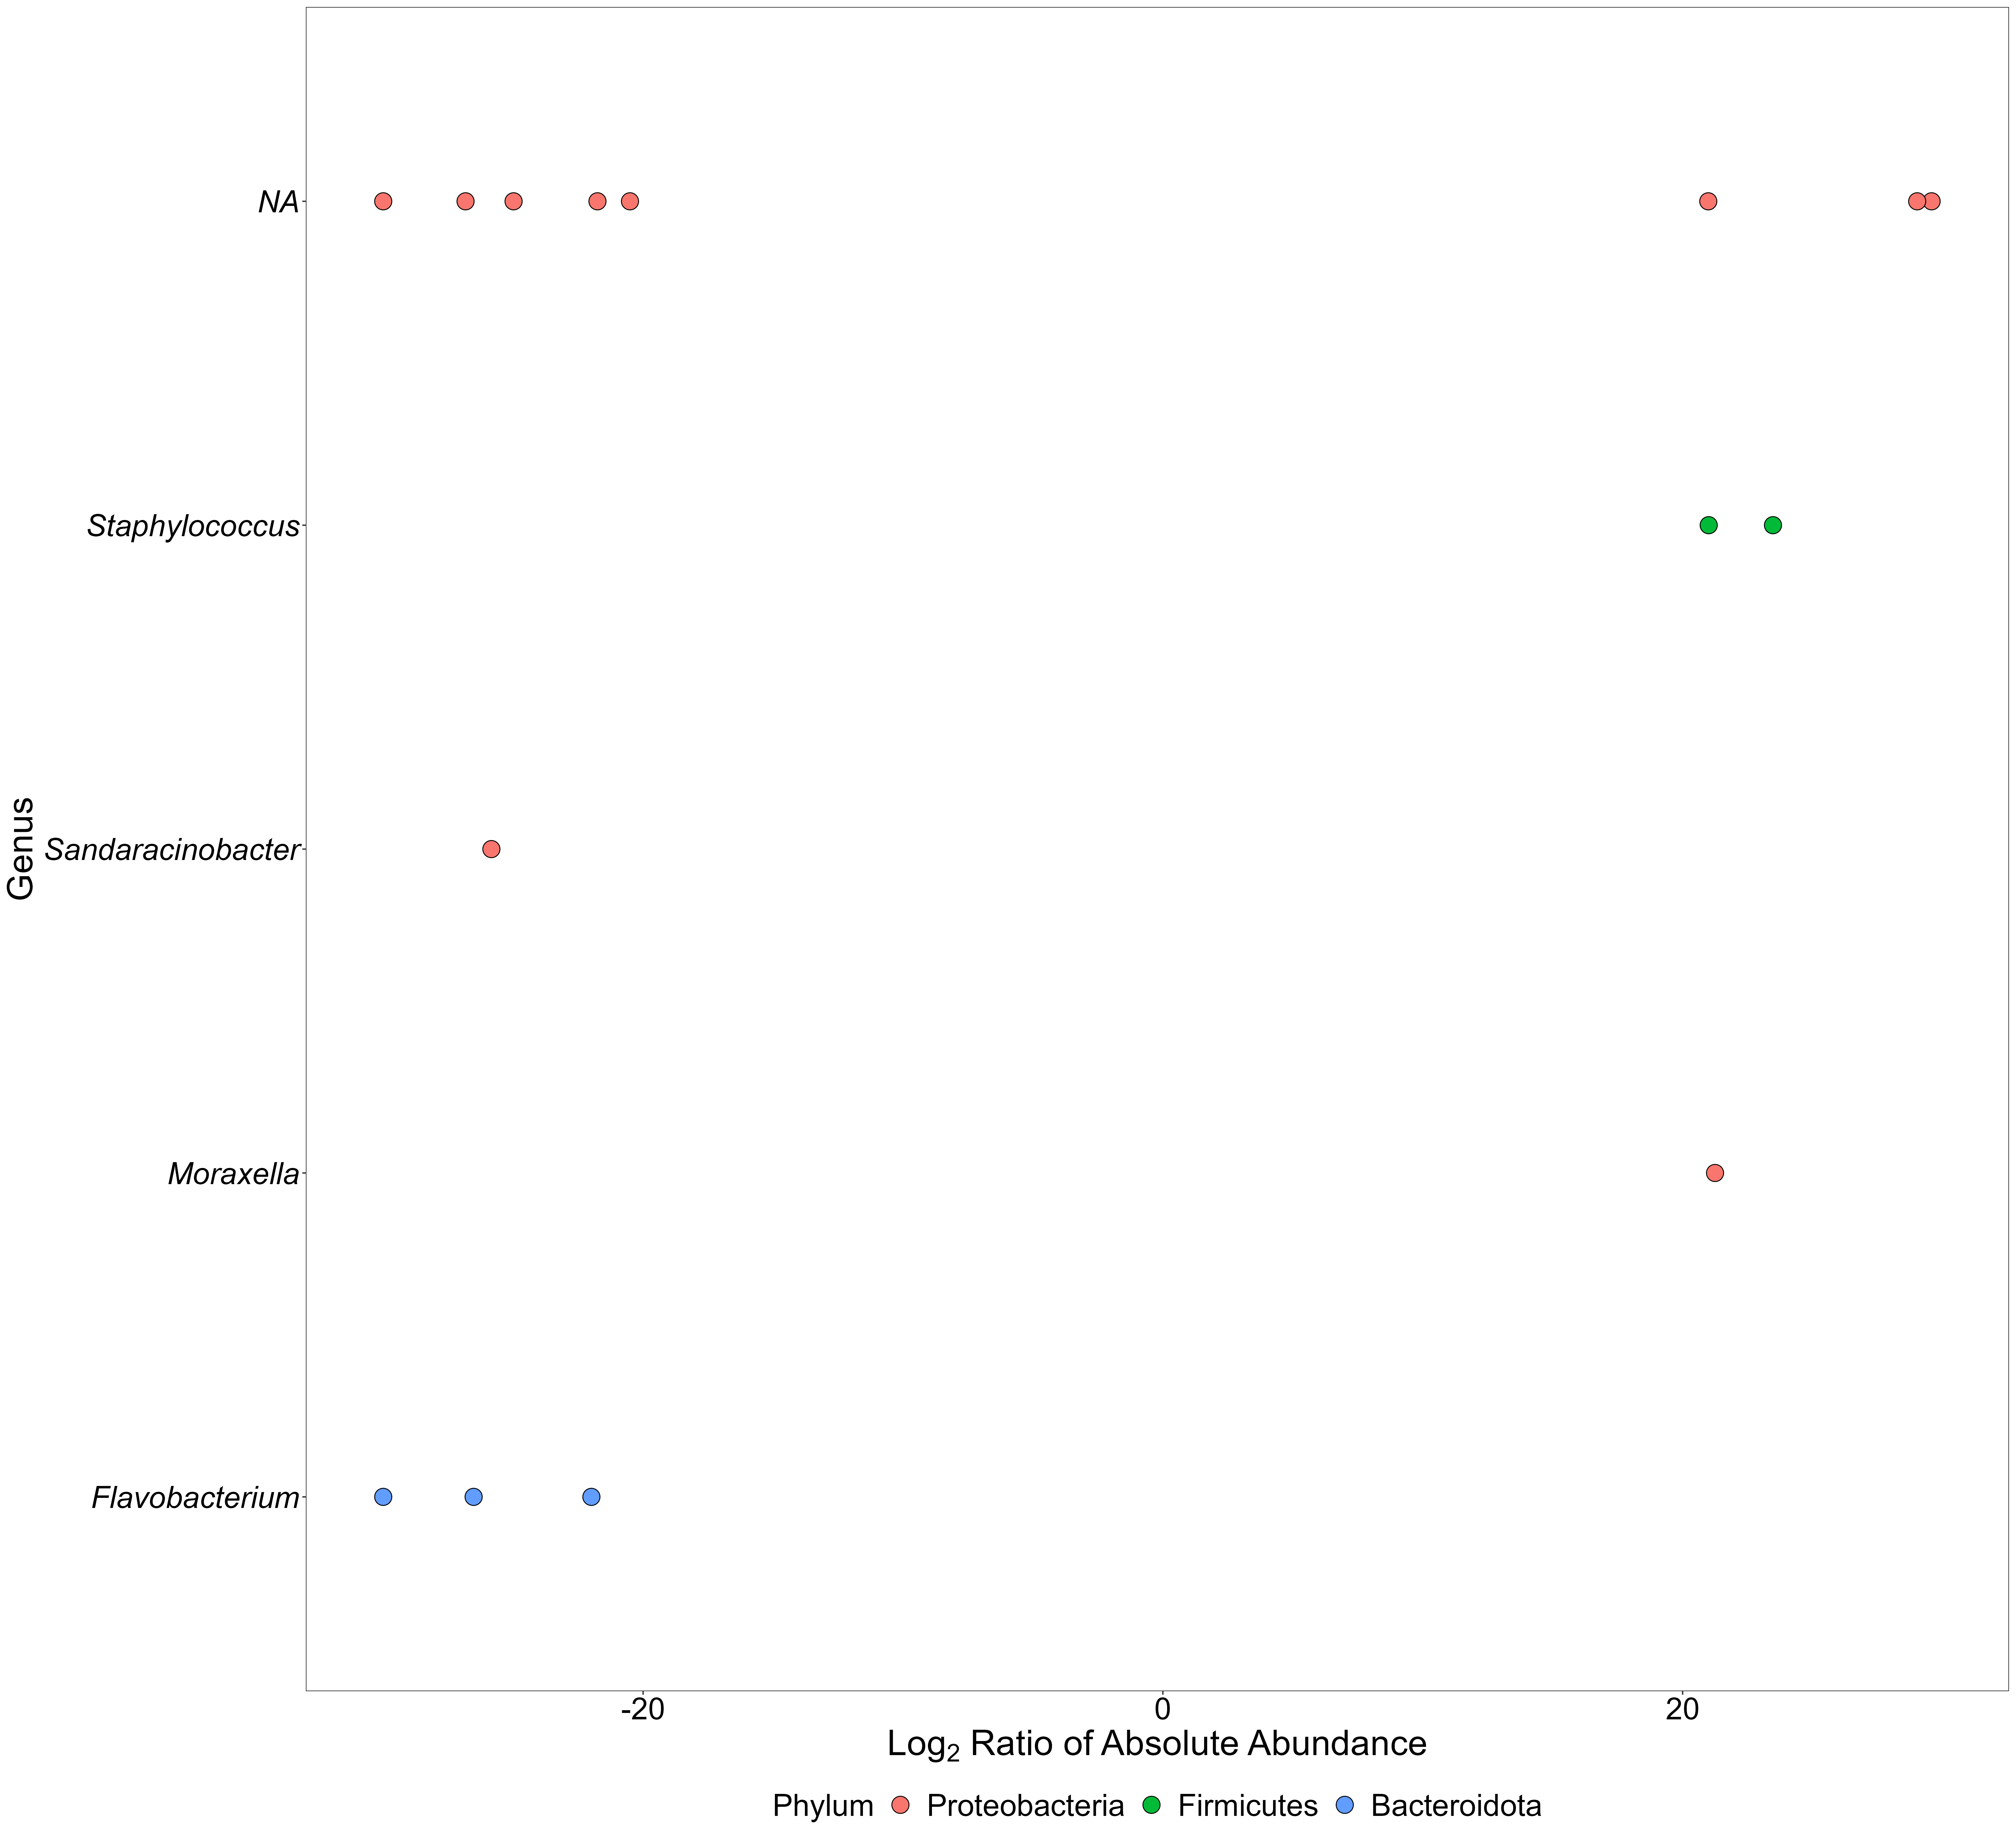 NA
Staphylococcus
Sandaracinobacter
Moraxella
Flavobacterium
Genus
-20 0 20
Log₂ Ratio of Absolute Abundance
Phylum Proteobacteria Firmicutes Bacteroidota